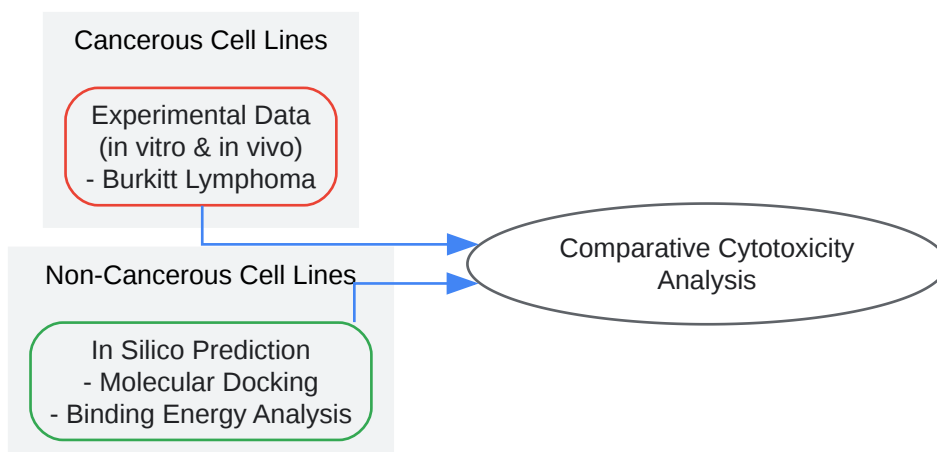 Cancerous Cell Lines
Experimental Data
(in vitro & in vivo)
- Burkitt Lymphoma
Non-Cancerous Cell Lines
In Silico Prediction
- Molecular Docking
- Binding Energy Analysis
Comparative Cytotoxicity
Analysis